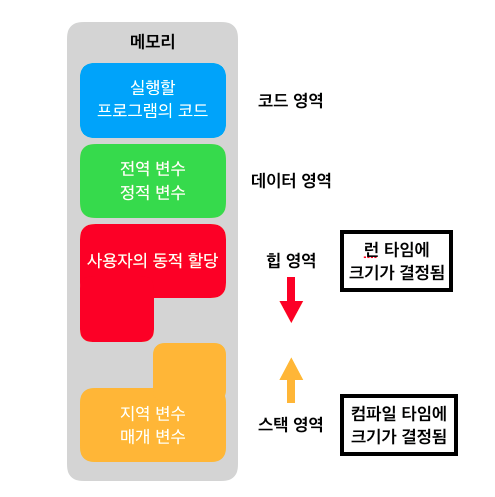 메모리
실행할
프로그램의 코드
코드 영역
전역 변수
정적 변수
데이터 영역
사용자의 동적 할당
힙 영역
런 타임에
크기가 결정됨
지역 변수
매개 변수
스택 영역
컴파일 타임에
크기가 결정됨